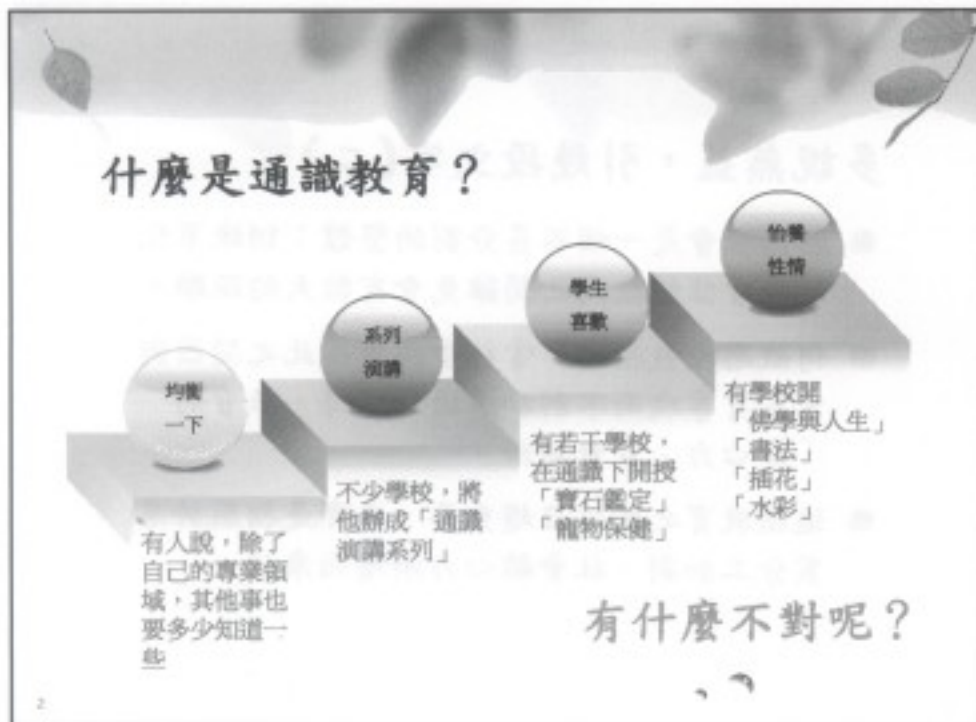 什麼是通識教育？
均衡
一下
有人說，除了
自己的專業領
域，其他事也
要多少知道一
些
系列
演講
不少學校，將
他辦成「通識
演講系列」
學生
喜歡
有若干學校，
在通識下開授
「寶石鑑定」
「寵物保健」
怡養
性情
有學校開
「佛學與人生」
「書法」
「插花」
「水彩」
有什麼不對呢？
2